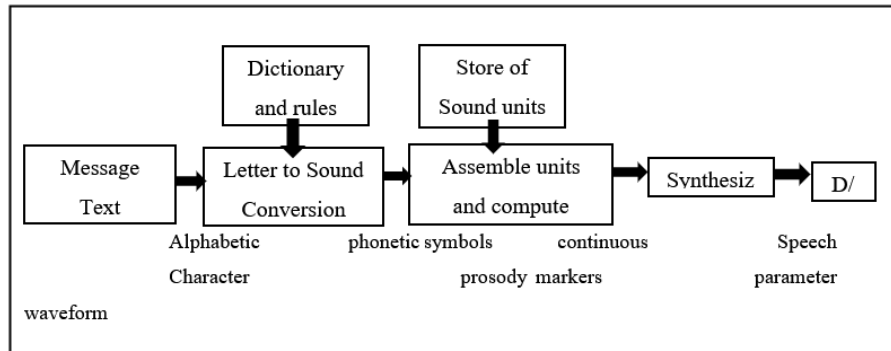 Dictionary
and rules
Store of
Sound units
Message
Text
Letter to Sound
Conversion
Assemble units
and compute
Synthesiz
D/
Alphabetic phonetic symbols continuous Speech
Character prosody markers parameter
waveform